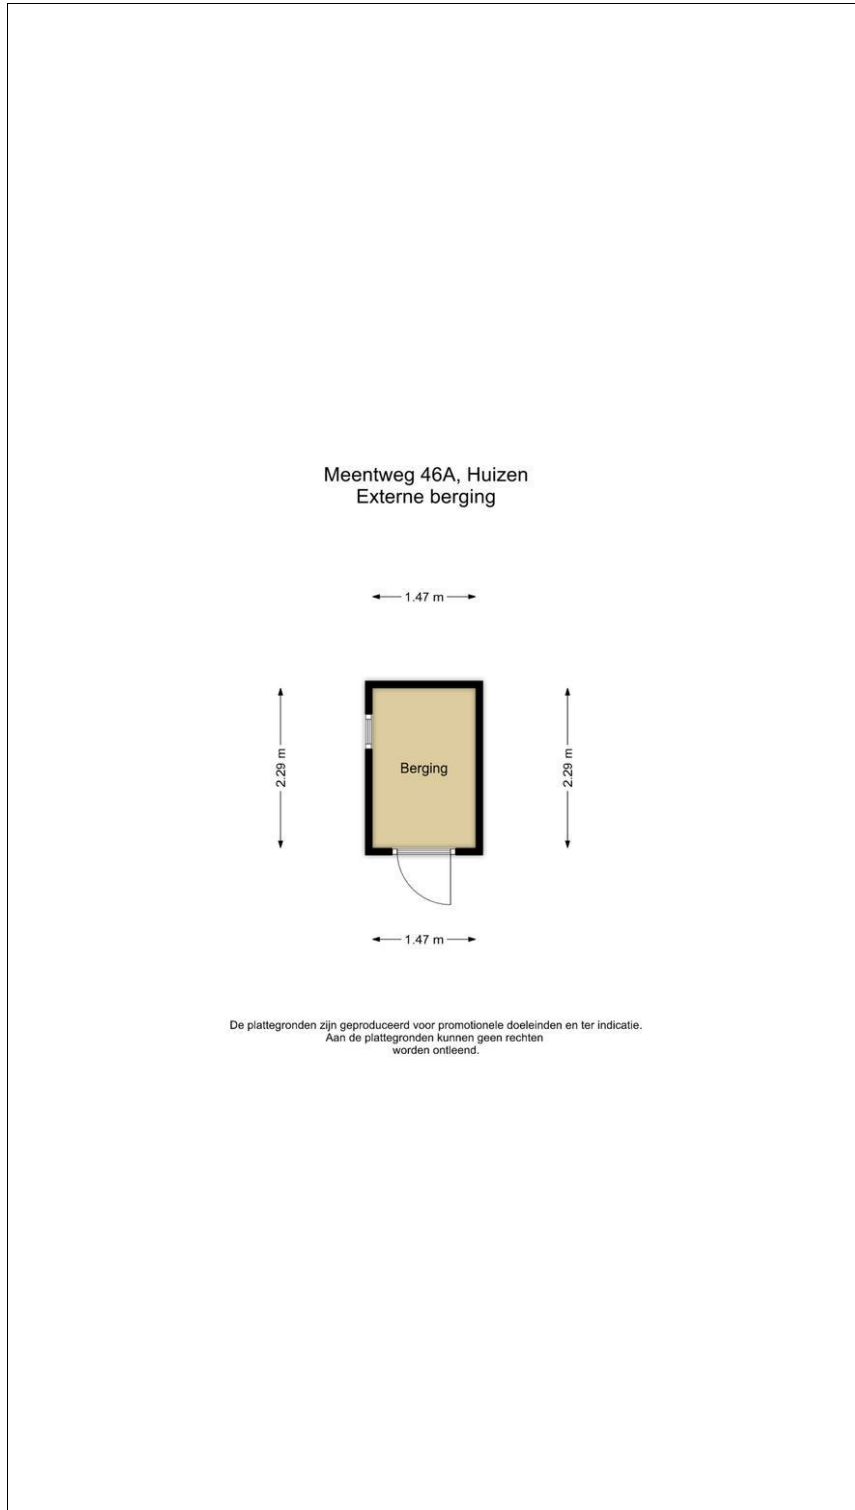 Meentweg 46A, Huizen
Externe berging
1.47 m
2.29 m
Berging
2.29 m
1.47 m
De plattegronden zijn geproduceerd voor promotionele doeleinden en ter indicatie.
Aan de plattegronden kunnen geen rechten
worden ontleend.